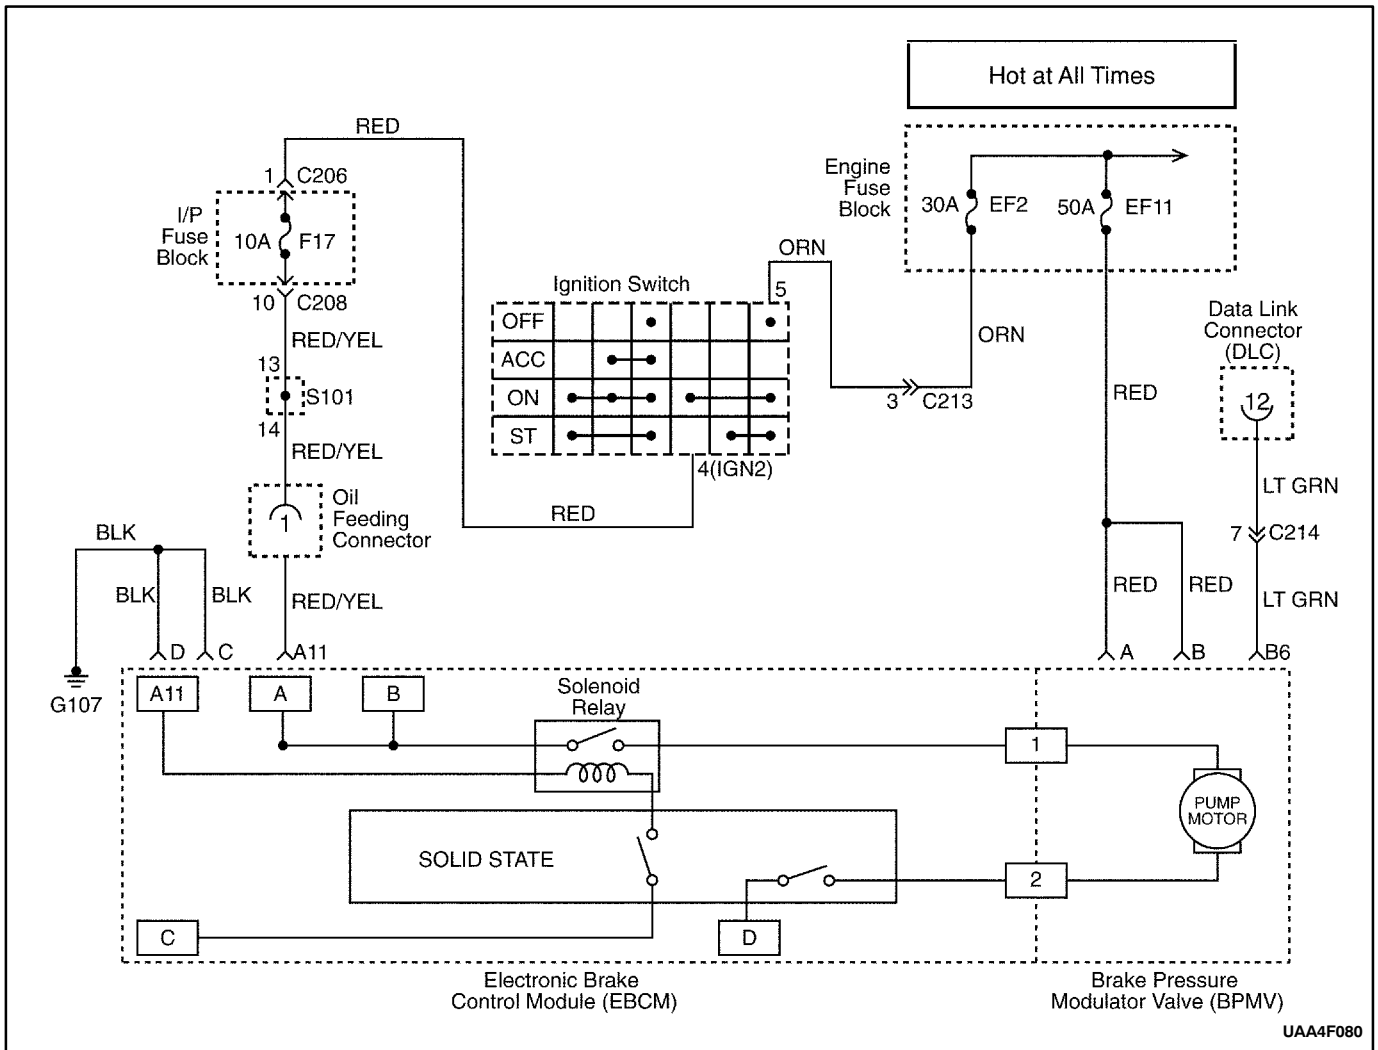 Hot at All Times
RED
1 C206
I/P
Fuse
Block
10A F17
10 C208
RED/YEL
13
S101
14
RED/YEL
Oil
Feeding
Connector
1
RED/YEL
BLK
BLK
BLK
D
C
A11
G107
Engine
Fuse
Block
30A EF2
50A EF11
ORN
5
Ignition Switch
OFF
ACC
ON
ST
4(IGN2)
RED
3 C213
ORN
RED
Data Link
Connector
(DLC)
12
LT GRN
7 C214
LT GRN
RED
RED
A
B
B6
A11
A
B
Solenoid
Relay
1
PUMP
MOTOR
SOLID STATE
2
C
D
Electronic Brake
Control Module (EBCM)
Brake Pressure
Modulator Valve (BPMV)
UAA4F080